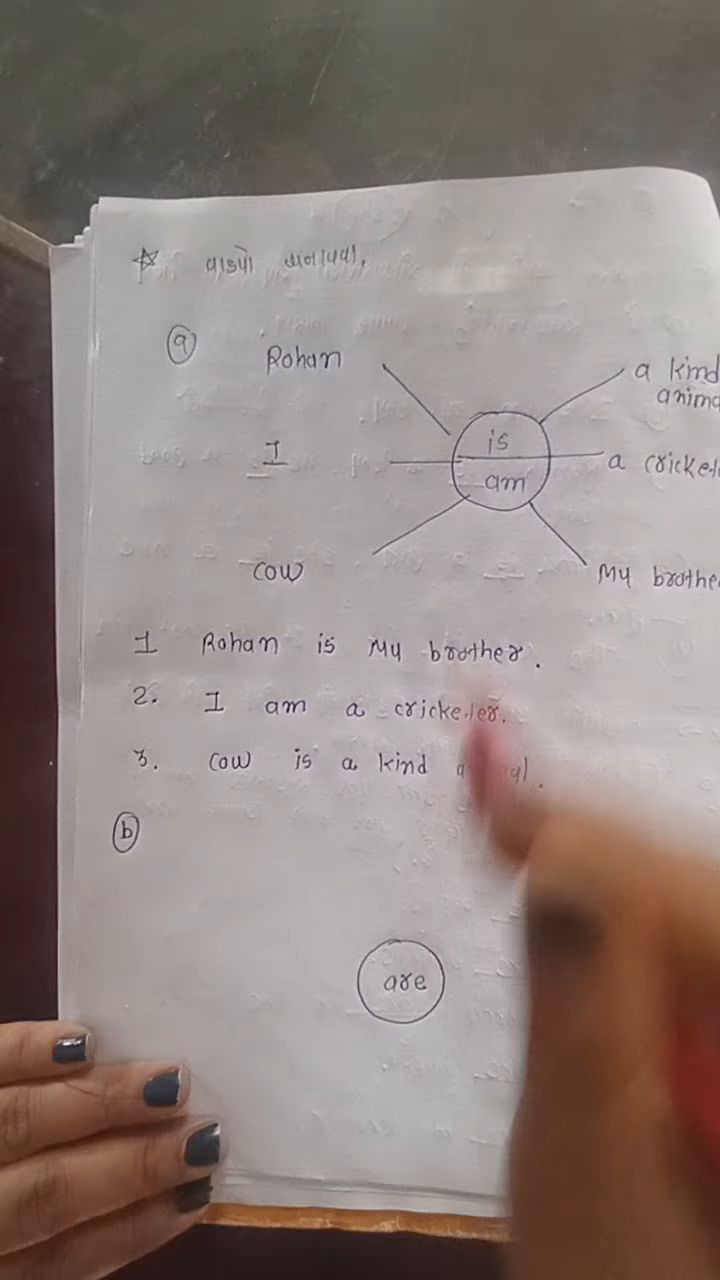 ☆ વાક્યો બનાવવા.
(a) Rohan
a kind
anima
is
I
a cricket
am
cow
My brothe
1 Rohan is My brother.
2. I am a cricketer.
3. cow is a kind
(b)
are